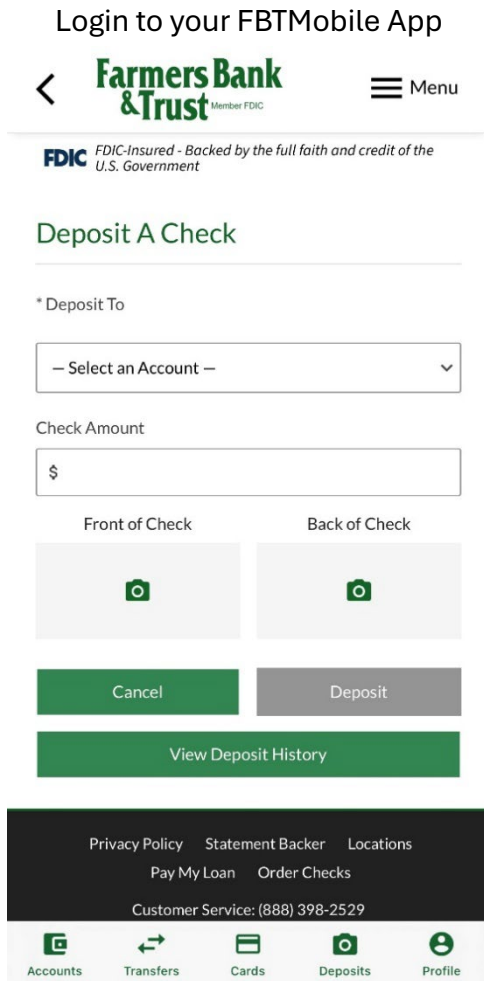 Login to your FBTMobile App
Farmers Bank
&Trust Member FDIC
Menu
FDIC FDIC-Insured - Backed by the full faith and credit of the
U.S. Government
Deposit A Check
* Deposit To
— Select an Account —
Check Amount
$
Front of Check Back of Check
Cancel Deposit
View Deposit History
Privacy Policy Statement Backer Locations
Pay My Loan Order Checks
Customer Service: (888) 398-2529
Accounts Transfers Cards Deposits Profile